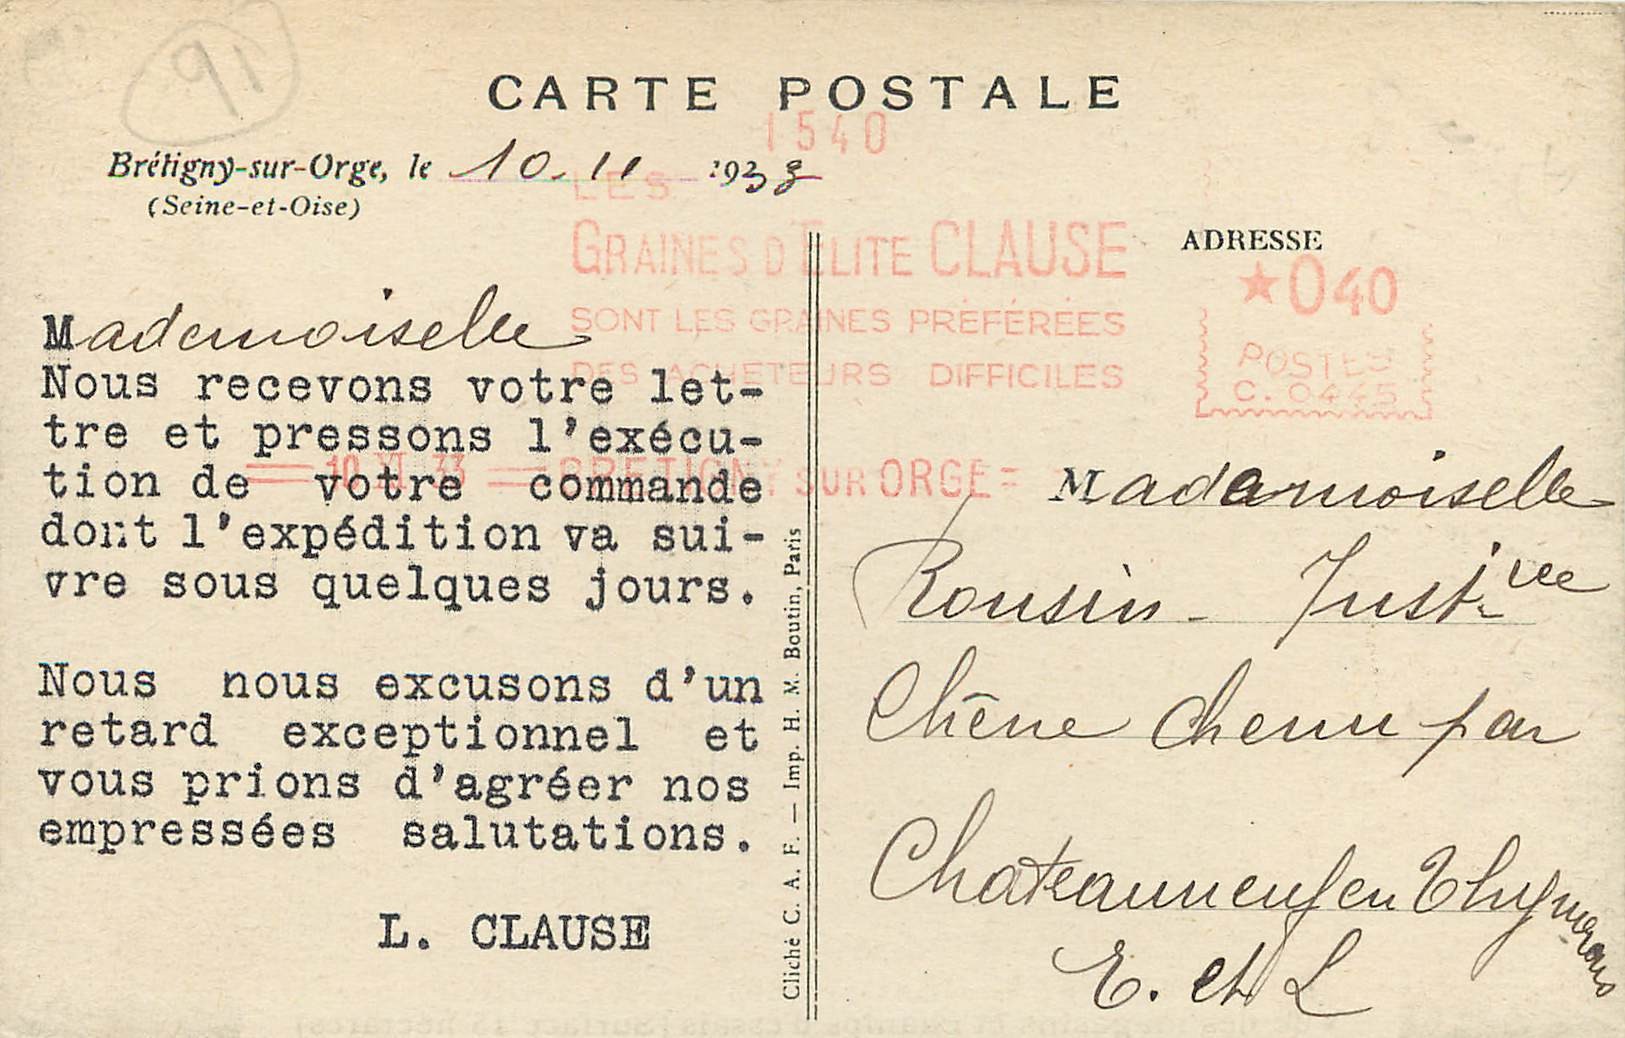 CARTE POSTALE
1540
Brétigny-sur-Orge, le 10. 11 1933
(Seine-et-Oise)
LES
GRAINES D'ELITE CLAUSE
SONT LES GRAINES PRÉFÉRÉES
DES ACHETEURS DIFFICILES
10 XI 33 BRETIGNY SUR ORGE
ADRESSE
★040
POSTES
C. 0445
Mademoiselle
Nous recevons votre let-
tre et pressons l'exécu-
tion de votre commande
dont l'expédition va sui-
vre sous quelques jours.
Nous nous excusons d'un
retard exceptionnel et
vous prions d'agréer nos
empressées salutations.
L. CLAUSE
Cliché C. A. F. — Imp. H. M. Boutin, Paris
Mademoiselle
Rousin - Just.ice
Chêne Chenu par
Chateauneuf en Thymerais
E. et L